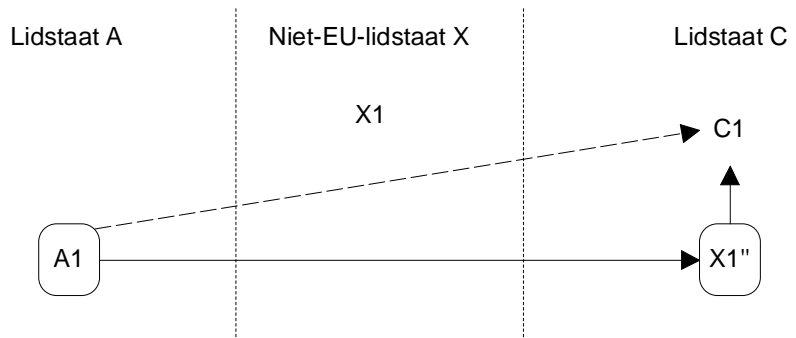 Lidstaat A
Niet-EU-lidstaat X
Lidstaat C
X1
C1
A1
X1"